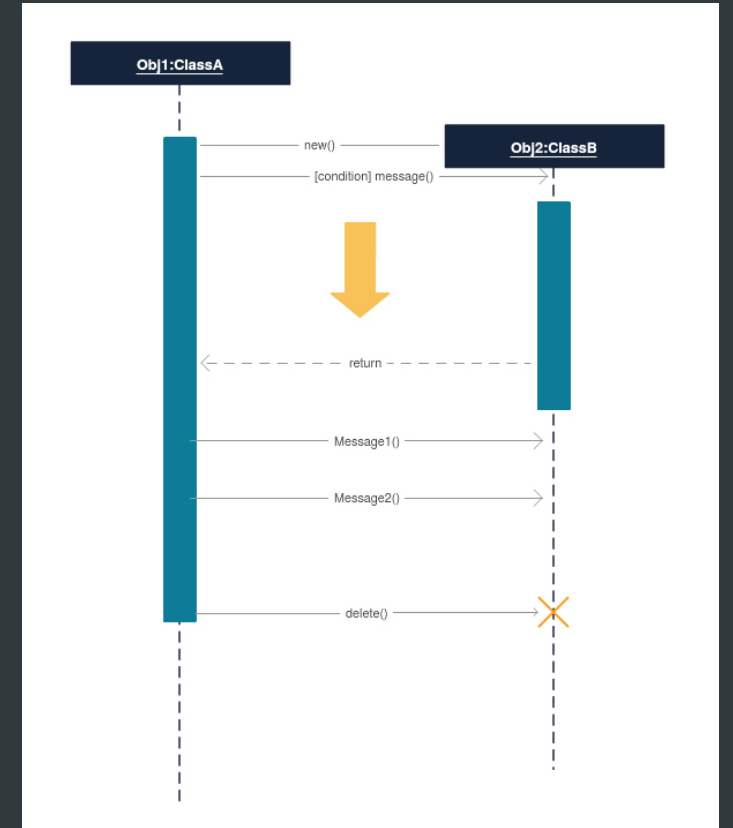 Obj1:ClassA
new()
Obj2:ClassB
[condition] message()
return
Message1()
Message2()
delete()